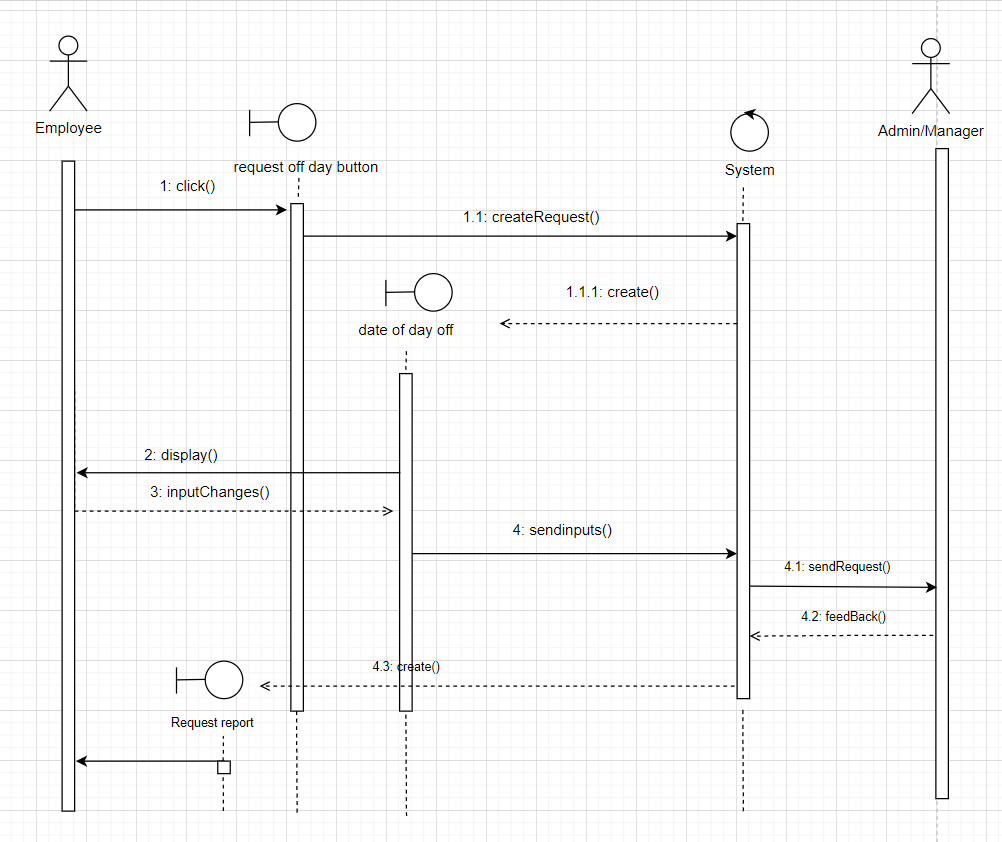 Employee
Admin/Manager
request off day button
System
1: click()
1.1: createRequest()
1.1.1: create()
date of day off
2: display()
3: inputChanges()
4: sendinputs()
4.1: sendRequest()
4.2: feedBack()
4.3: create()
Request report